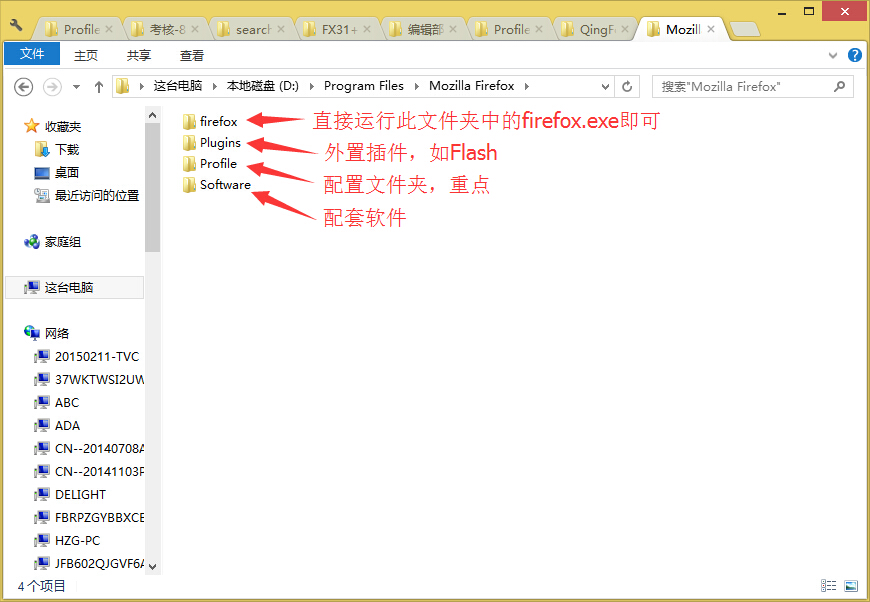 Profile
考核-8
search
FX31+
编辑部
Profile
QingF
Mozill
文件 主页 共享 查看
这台电脑 本地磁盘 (D:) Program Files Mozilla Firefox 搜索"Mozilla Firefox"
收藏夹
下载
桌面
最近访问的位置
家庭组
这台电脑
网络
20150211-TVC
37WKTWSI2UW
ABC
ADA
CN--20140708A
CN--20141103P
DELIGHT
FBRPZGYBBXCE
HZG-PC
JFB602QJGVF6A
firefox 直接运行此文件夹中的firefox.exe即可
Plugins 外置插件，如Flash
Profile 配置文件夹，重点
Software 配套软件
4 个项目